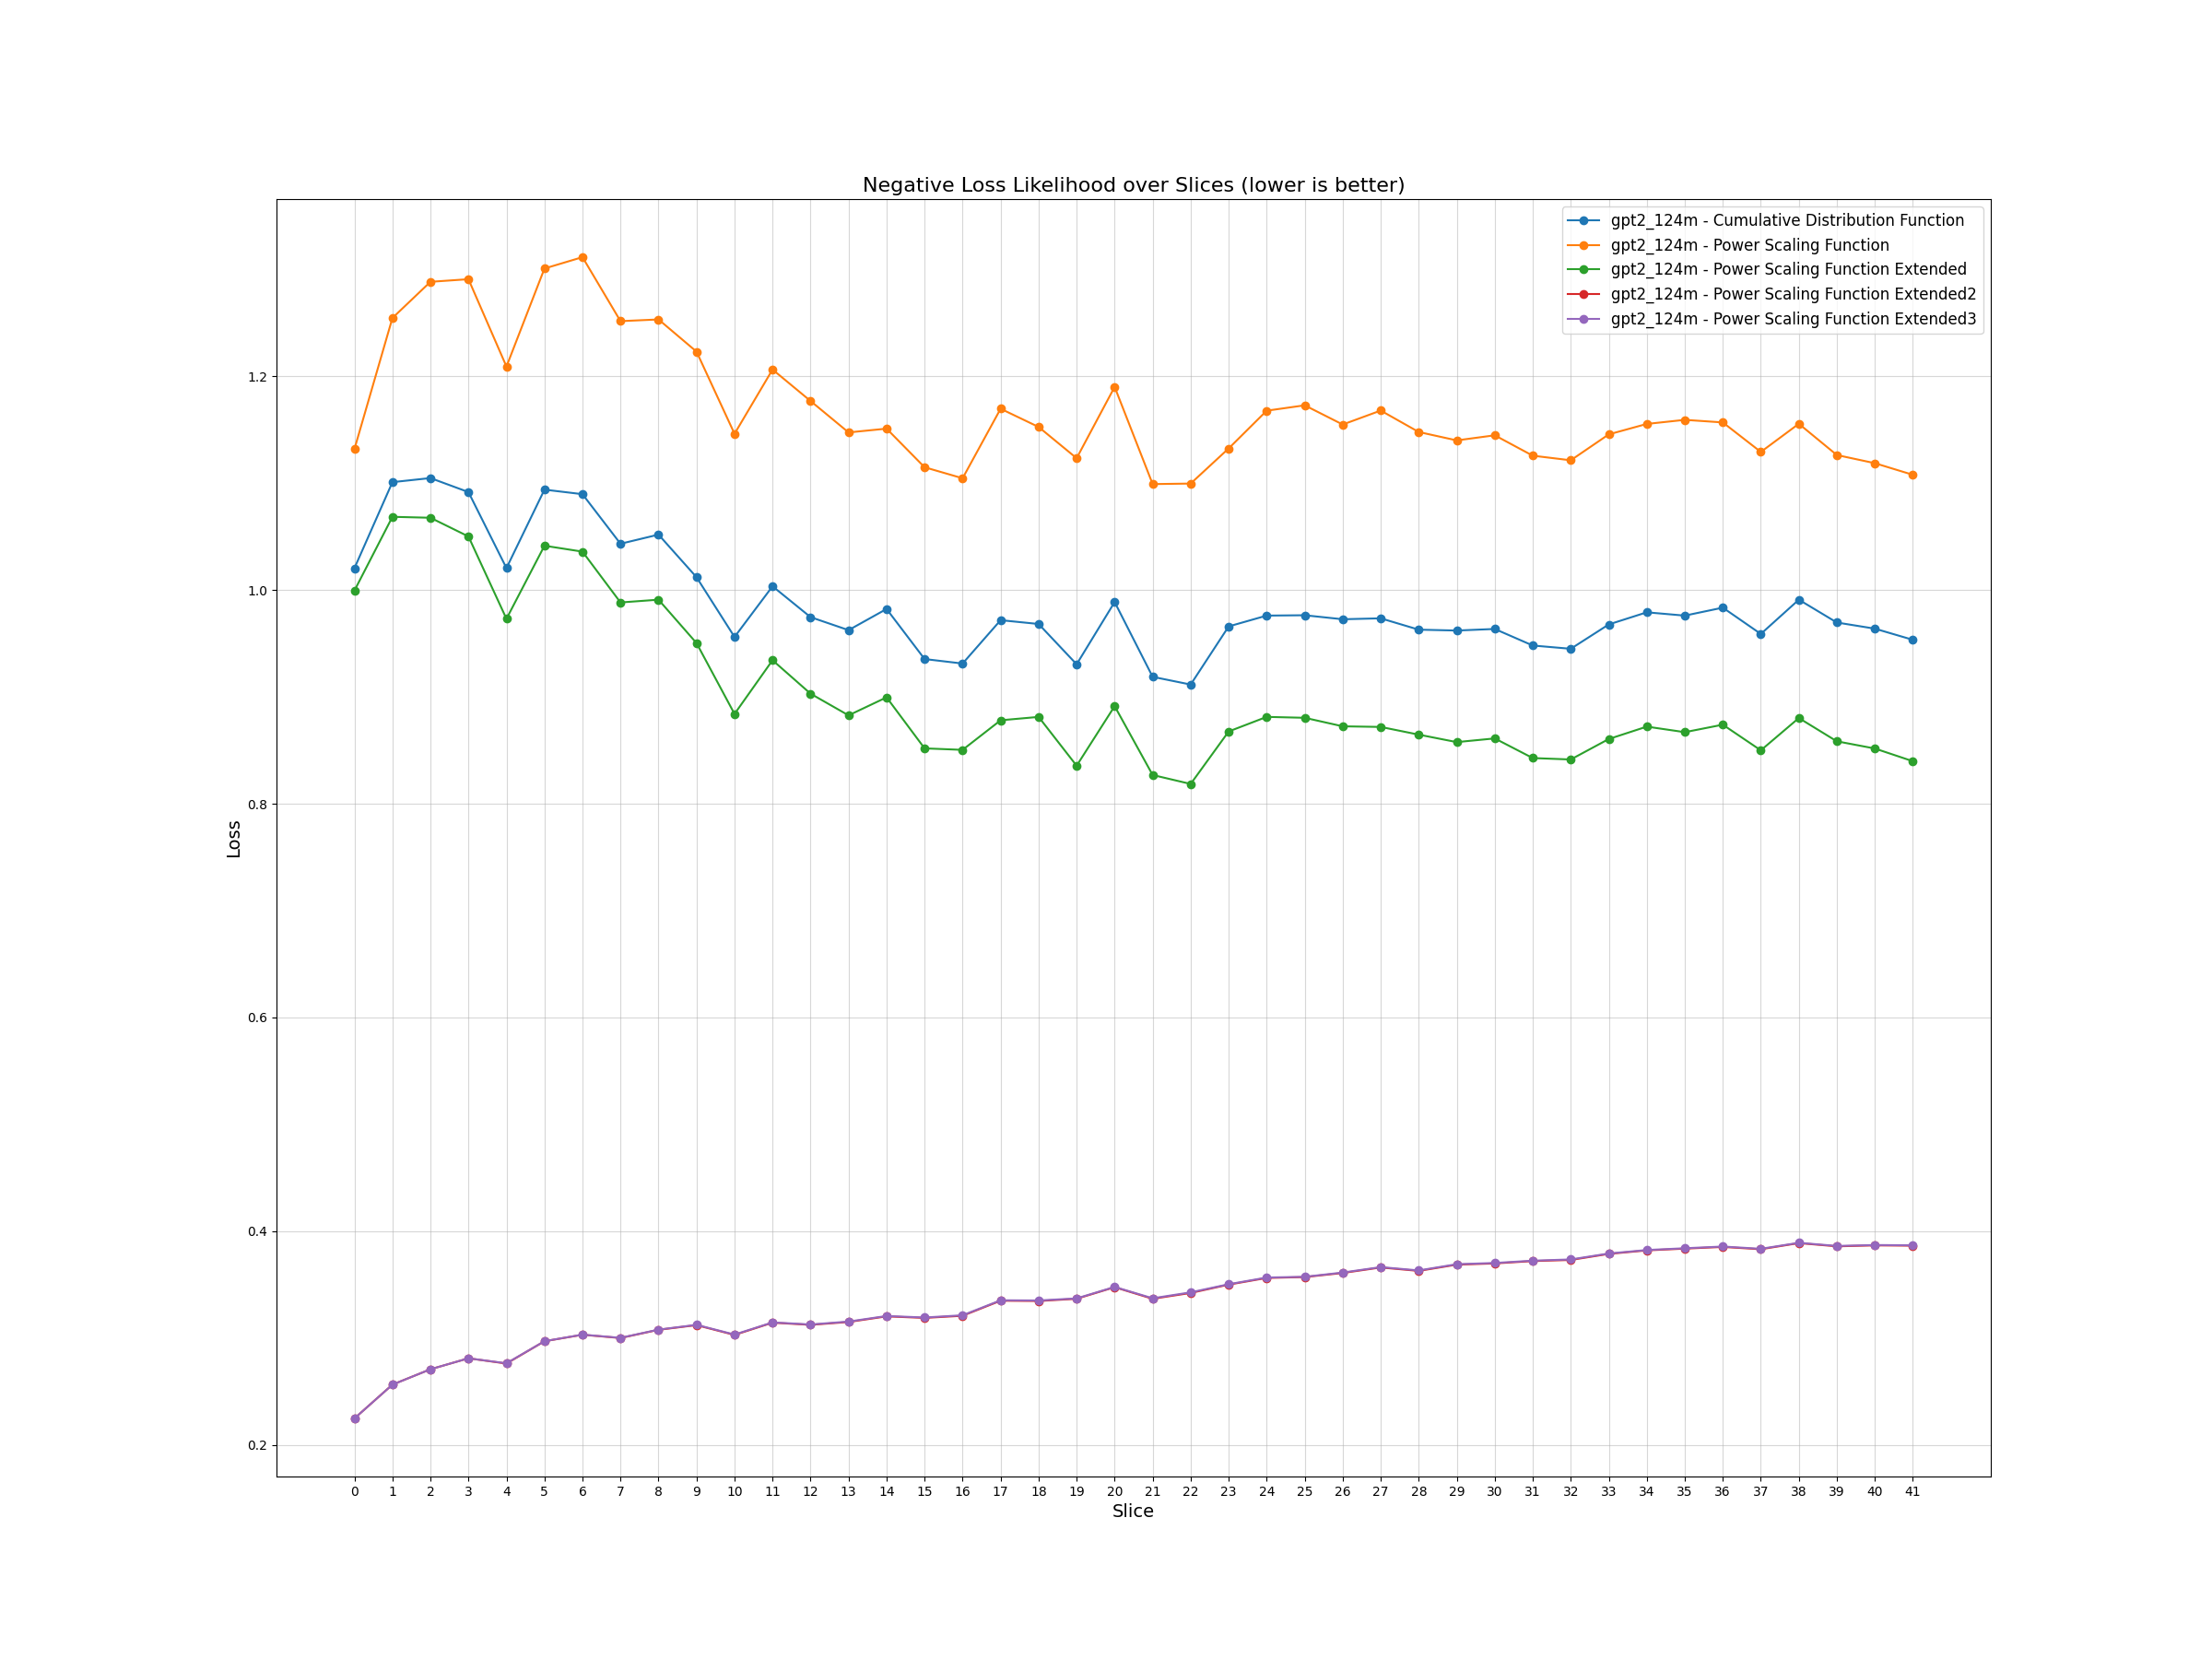 Negative Loss Likelihood over Slices (lower is better)
gpt2_124m - Cumulative Distribution Function
gpt2_124m - Power Scaling Function
gpt2_124m - Power Scaling Function Extended
gpt2_124m - Power Scaling Function Extended2
gpt2_124m - Power Scaling Function Extended3
1.2
1.0
0.8
0.6
0.4
0.2
Loss
0 1 2 3 4 5 6 7 8 9 10 11 12 13 14 15 16 17 18 19 20 21 22 23 24 25 26 27 28 29 30 31 32 33 34 35 36 37 38 39 40 41
Slice